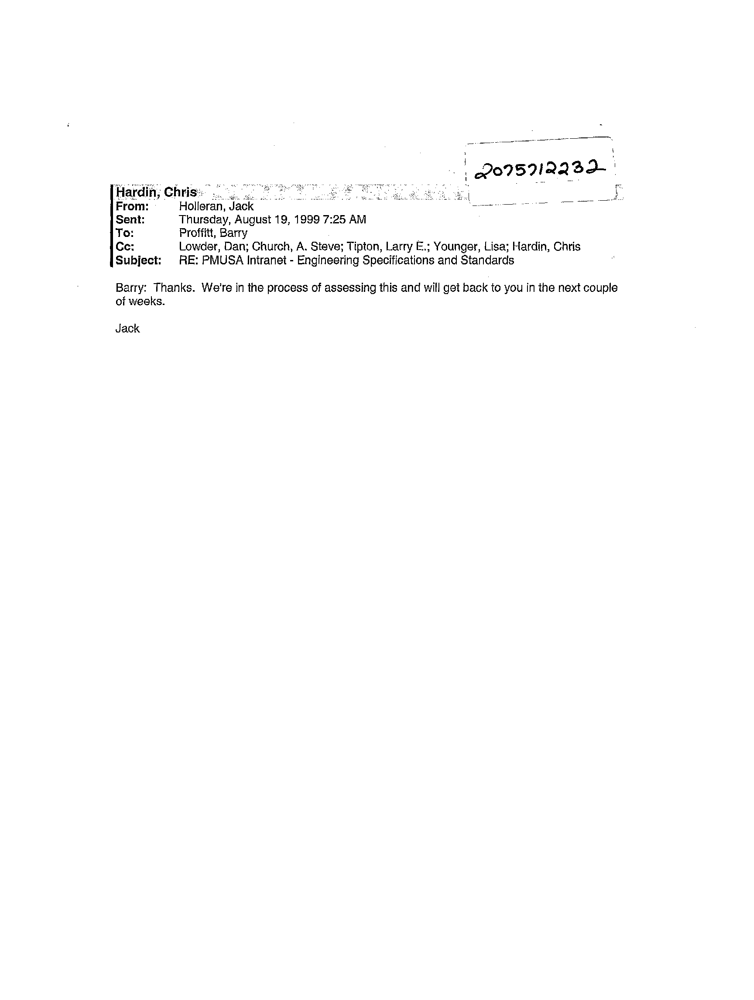 2075712232
Hardin, Chris
From: Holleran, Jack
Sent: Thursday, August 19, 1999 7:25 AM
To: Proffitt, Barry
Cc: Lowder, Dan; Church, A. Steve; Tipton, Larry E.; Younger, Lisa; Hardin, Chris
Subject: RE: PMUSA Intranet - Engineering Specifications and Standards
Barry: Thanks. We're in the process of assessing this and will get back to you in the next couple
of weeks.
Jack